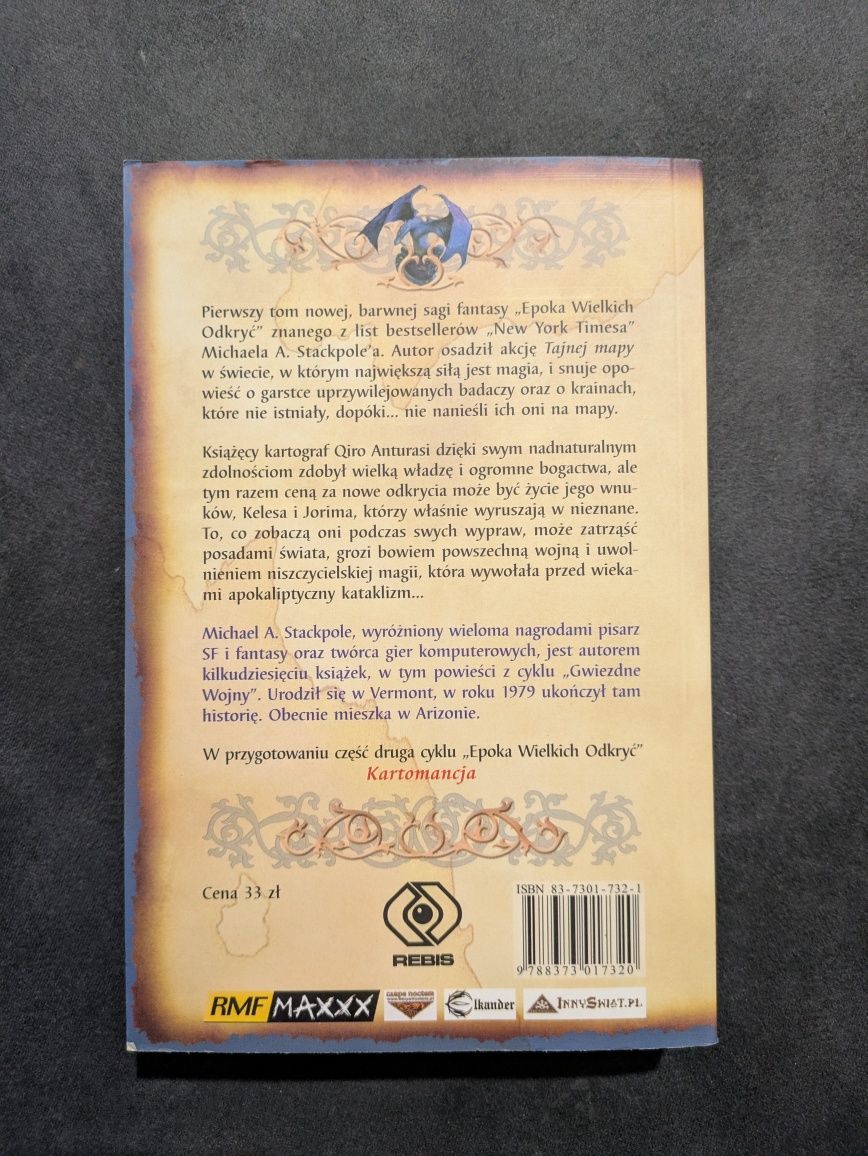 Pierwszy tom nowej, barwnej sagi fantasy „Epoka Wielkich
Odkryć” znanego z list bestsellerów „New York Timesa”
Michaela A. Stackpole’a. Autor osadził akcję Tajnej mapy
w świecie, w którym największą siłą jest magia, i snuje opo-
wieść o garstce uprzywilejowanych badaczy oraz o krainach,
które nie istniały, dopóki... nie nanieśli ich oni na mapy.
Książęcy kartograf Qiro Anturasi dzięki swym nadnaturalnym
zdolnościom zdobył wielką władzę i ogromne bogactwa, ale
tym razem ceną za nowe odkrycia może być życie jego wnu-
ków, Kelesa i Jorima, którzy właśnie wyruszają w nieznane.
To, co zobaczą oni podczas swych wypraw, może zatrząść
posadami świata, grozi bowiem powszechną wojną i uwol-
nieniem niszczycielskiej magii, która wywołała przed wieka-
mi apokaliptyczny kataklizm...
Michael A. Stackpole, wyróżniony wieloma nagrodami pisarz
SF i fantasy oraz twórca gier komputerowych, jest autorem
kilkudziesięciu książek, w tym powieści z cyklu „Gwiezdne
Wojny”. Urodził się w Vermont, w roku 1979 ukończył tam
historię. Obecnie mieszka w Arizonie.
W przygotowaniu część druga cyklu „Epoka Wielkich Odkryć”
Kartomancja
Cena 33 zł
REBIS
ISBN 83-7301-732-1
9 788373 017320
RMF MAXXX
carpe noctem
Elkander
INNYSWIAT.PL